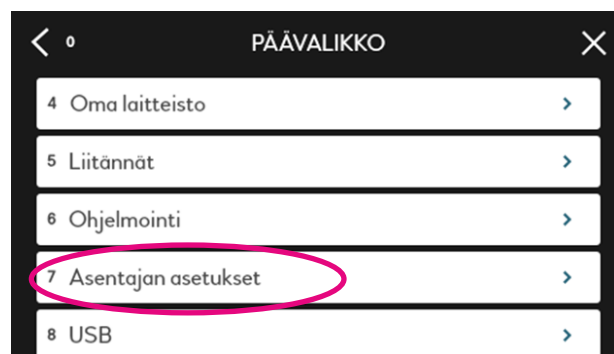 0 PÄÄVALIKKO
4 Oma laitteisto
5 Liitännät
6 Ohjelmointi
7 Asentajan asetukset
8 USB